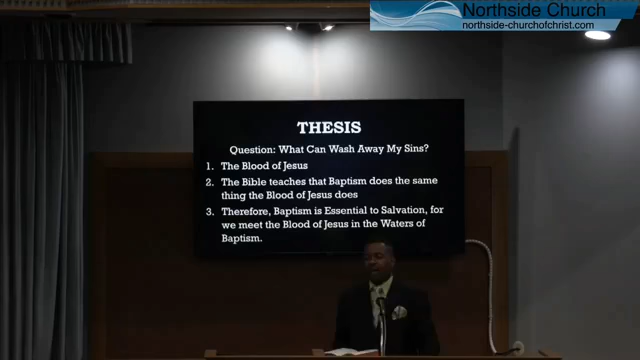 Northside Church
northside-churchofchrist.com
THESIS
Question: What Can Wash Away My Sins?
1. The Blood of Jesus
2. The Bible teaches that Baptism does the same
thing the Blood of Jesus does
3. Therefore, Baptism is Essential to Salvation, for
we meet the Blood of Jesus in the Waters of
Baptism.